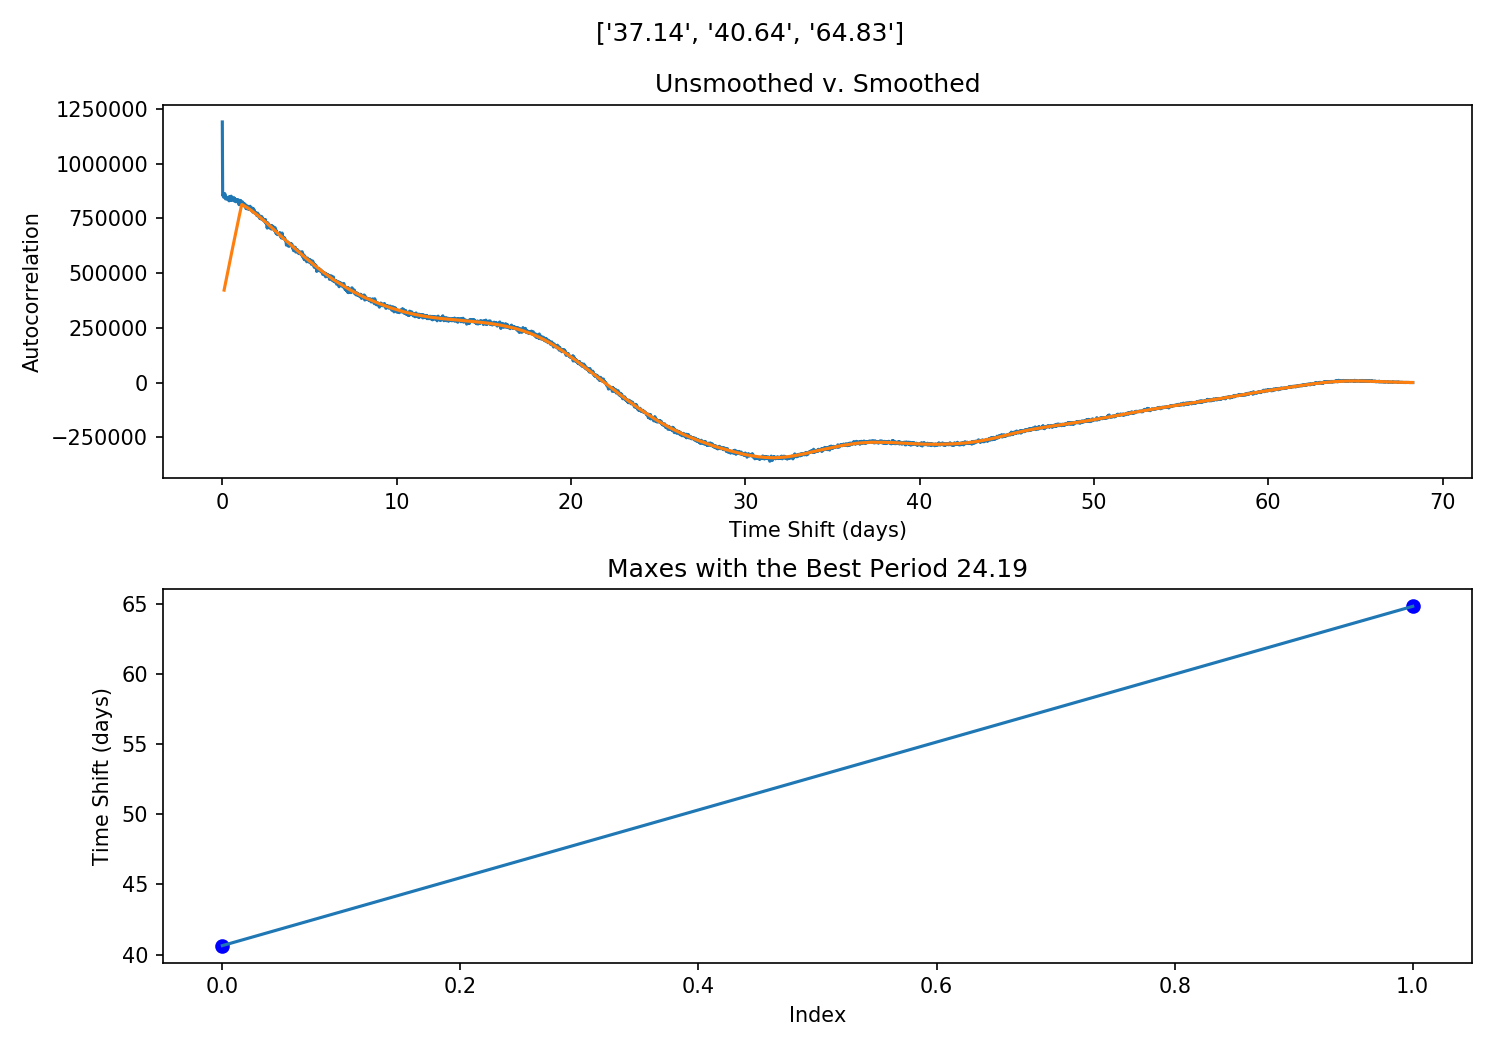 ['37.14', '40.64', '64.83']
Unsmoothed v. Smoothed
1250000
1000000
750000
500000
250000
0
−250000
Autocorrelation
0 10 20 30 40 50 60 70
Time Shift (days)
Maxes with the Best Period 24.19
65
60
55
50
45
40
Time Shift (days)
0.0 0.2 0.4 0.6 0.8 1.0
Index